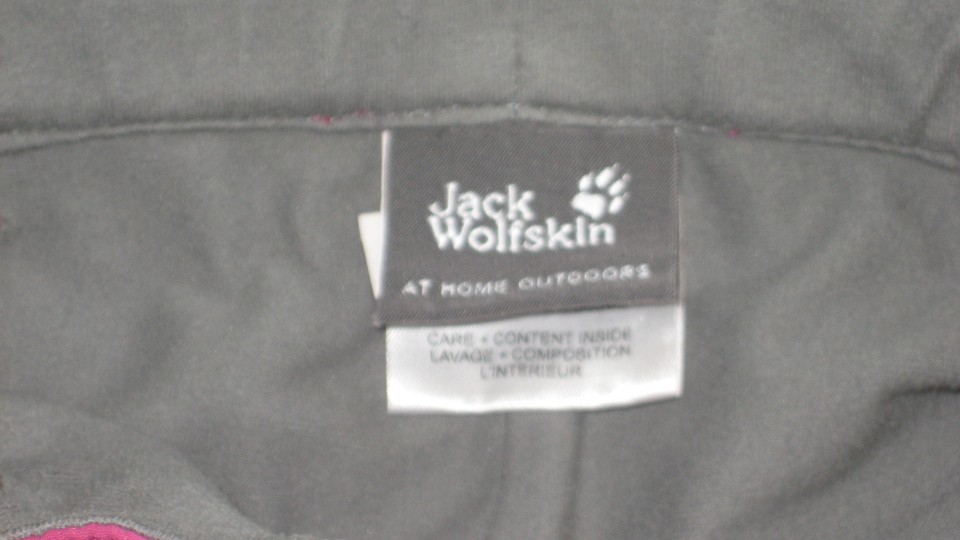 Jack
Wolfskin
AT HOME OUTDOORS
CARE • CONTENT INSIDE
LAVAGE • COMPOSITION
L'INTERIEUR